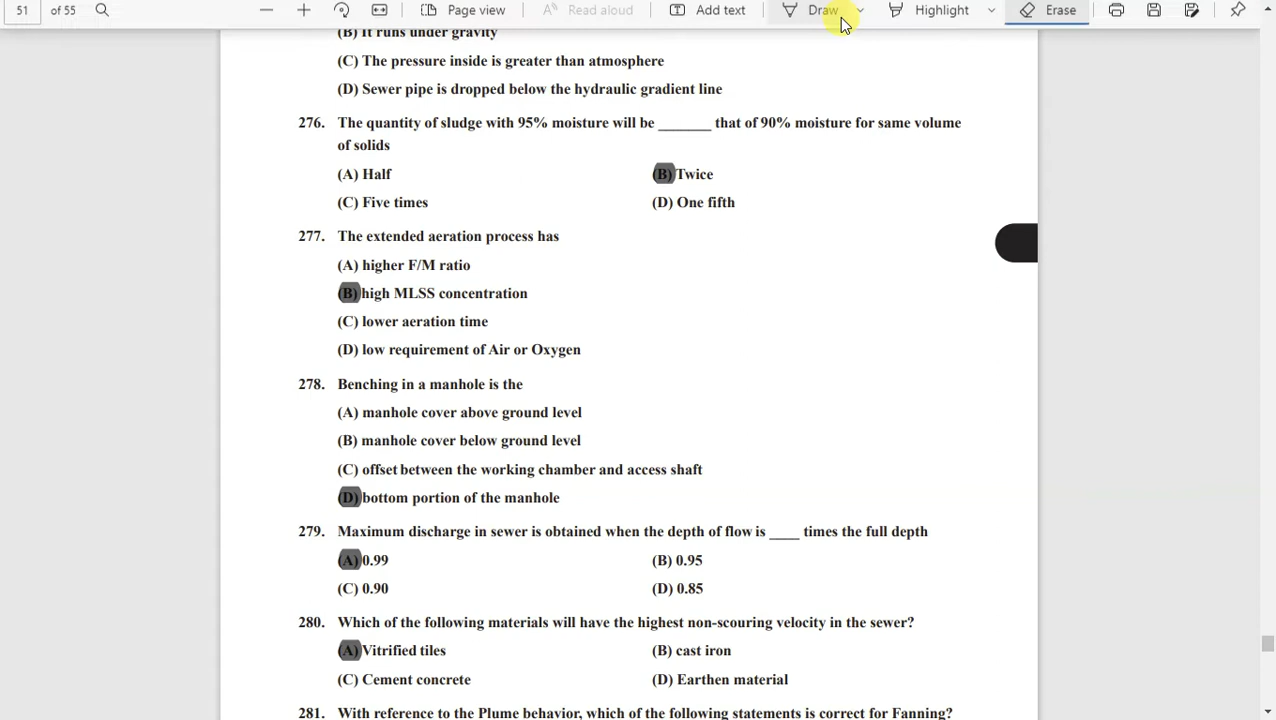 51 of 55 Page view Read aloud Add text Draw Highlight Erase
(B) It runs under gravity
(C) The pressure inside is greater than atmosphere
(D) Sewer pipe is dropped below the hydraulic gradient line
276. The quantity of sludge with 95% moisture will be _______ that of 90% moisture for same volume
of solids
(A) Half (B) Twice
(C) Five times (D) One fifth
277. The extended aeration process has
(A) higher F/M ratio
(B) high MLSS concentration
(C) lower aeration time
(D) low requirement of Air or Oxygen
278. Benching in a manhole is the
(A) manhole cover above ground level
(B) manhole cover below ground level
(C) offset between the working chamber and access shaft
(D) bottom portion of the manhole
279. Maximum discharge in sewer is obtained when the depth of flow is ____ times the full depth
(A) 0.99 (B) 0.95
(C) 0.90 (D) 0.85
280. Which of the following materials will have the highest non-scouring velocity in the sewer?
(A) Vitrified tiles (B) cast iron
(C) Cement concrete (D) Earthen material
281. With reference to the Plume behavior, which of the following statements is correct for Fanning?